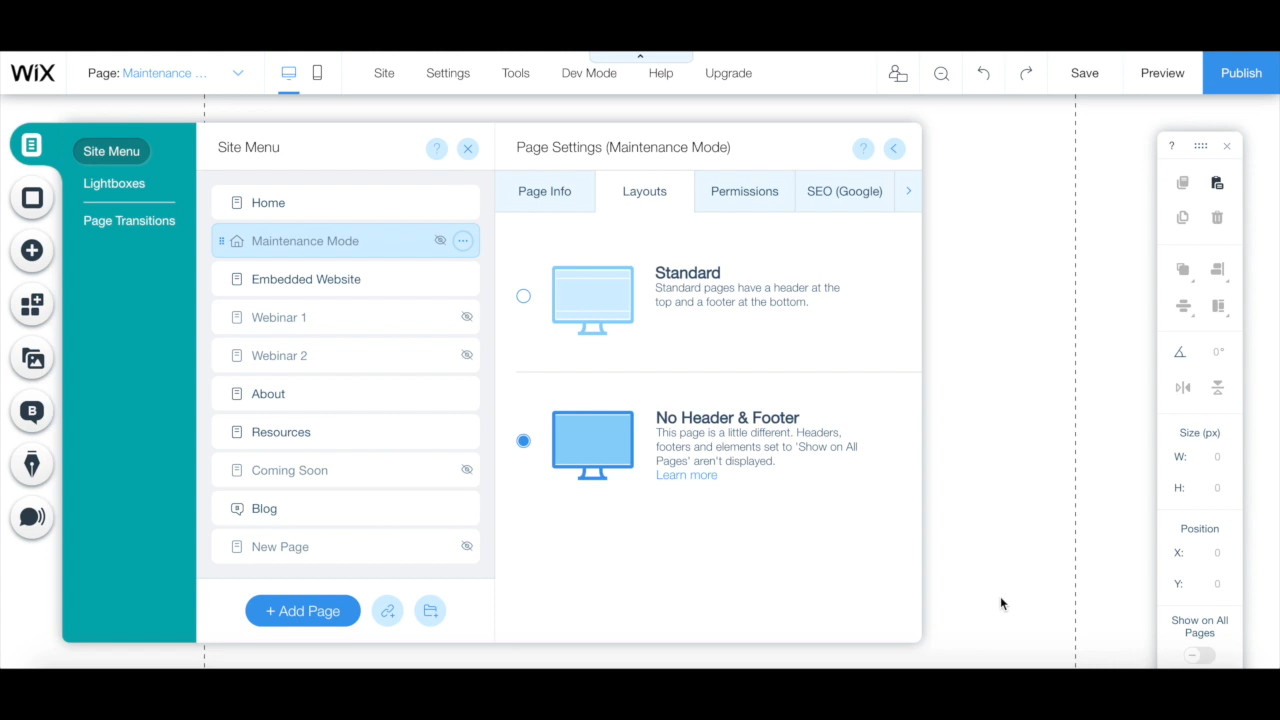 WiX
Page: Maintenance ...
Site
Settings
Tools
Dev Mode
Help
Upgrade
Save
Preview
Publish
Site Menu
Lightboxes
Page Transitions
Site Menu
?
Home
Maintenance Mode
Embedded Website
Webinar 1
Webinar 2
About
Resources
Coming Soon
Blog
New Page
+ Add Page
Page Settings (Maintenance Mode)
?
Page Info
Layouts
Permissions
SEO (Google)
Standard
Standard pages have a header at the
top and a footer at the bottom.
No Header & Footer
This page is a little different. Headers,
footers and elements set to 'Show on All
Pages' aren't displayed.
Learn more
B
?
0°
Size (px)
W: 0
H: 0
Position
X: 0
Y: 0
Show on All
Pages